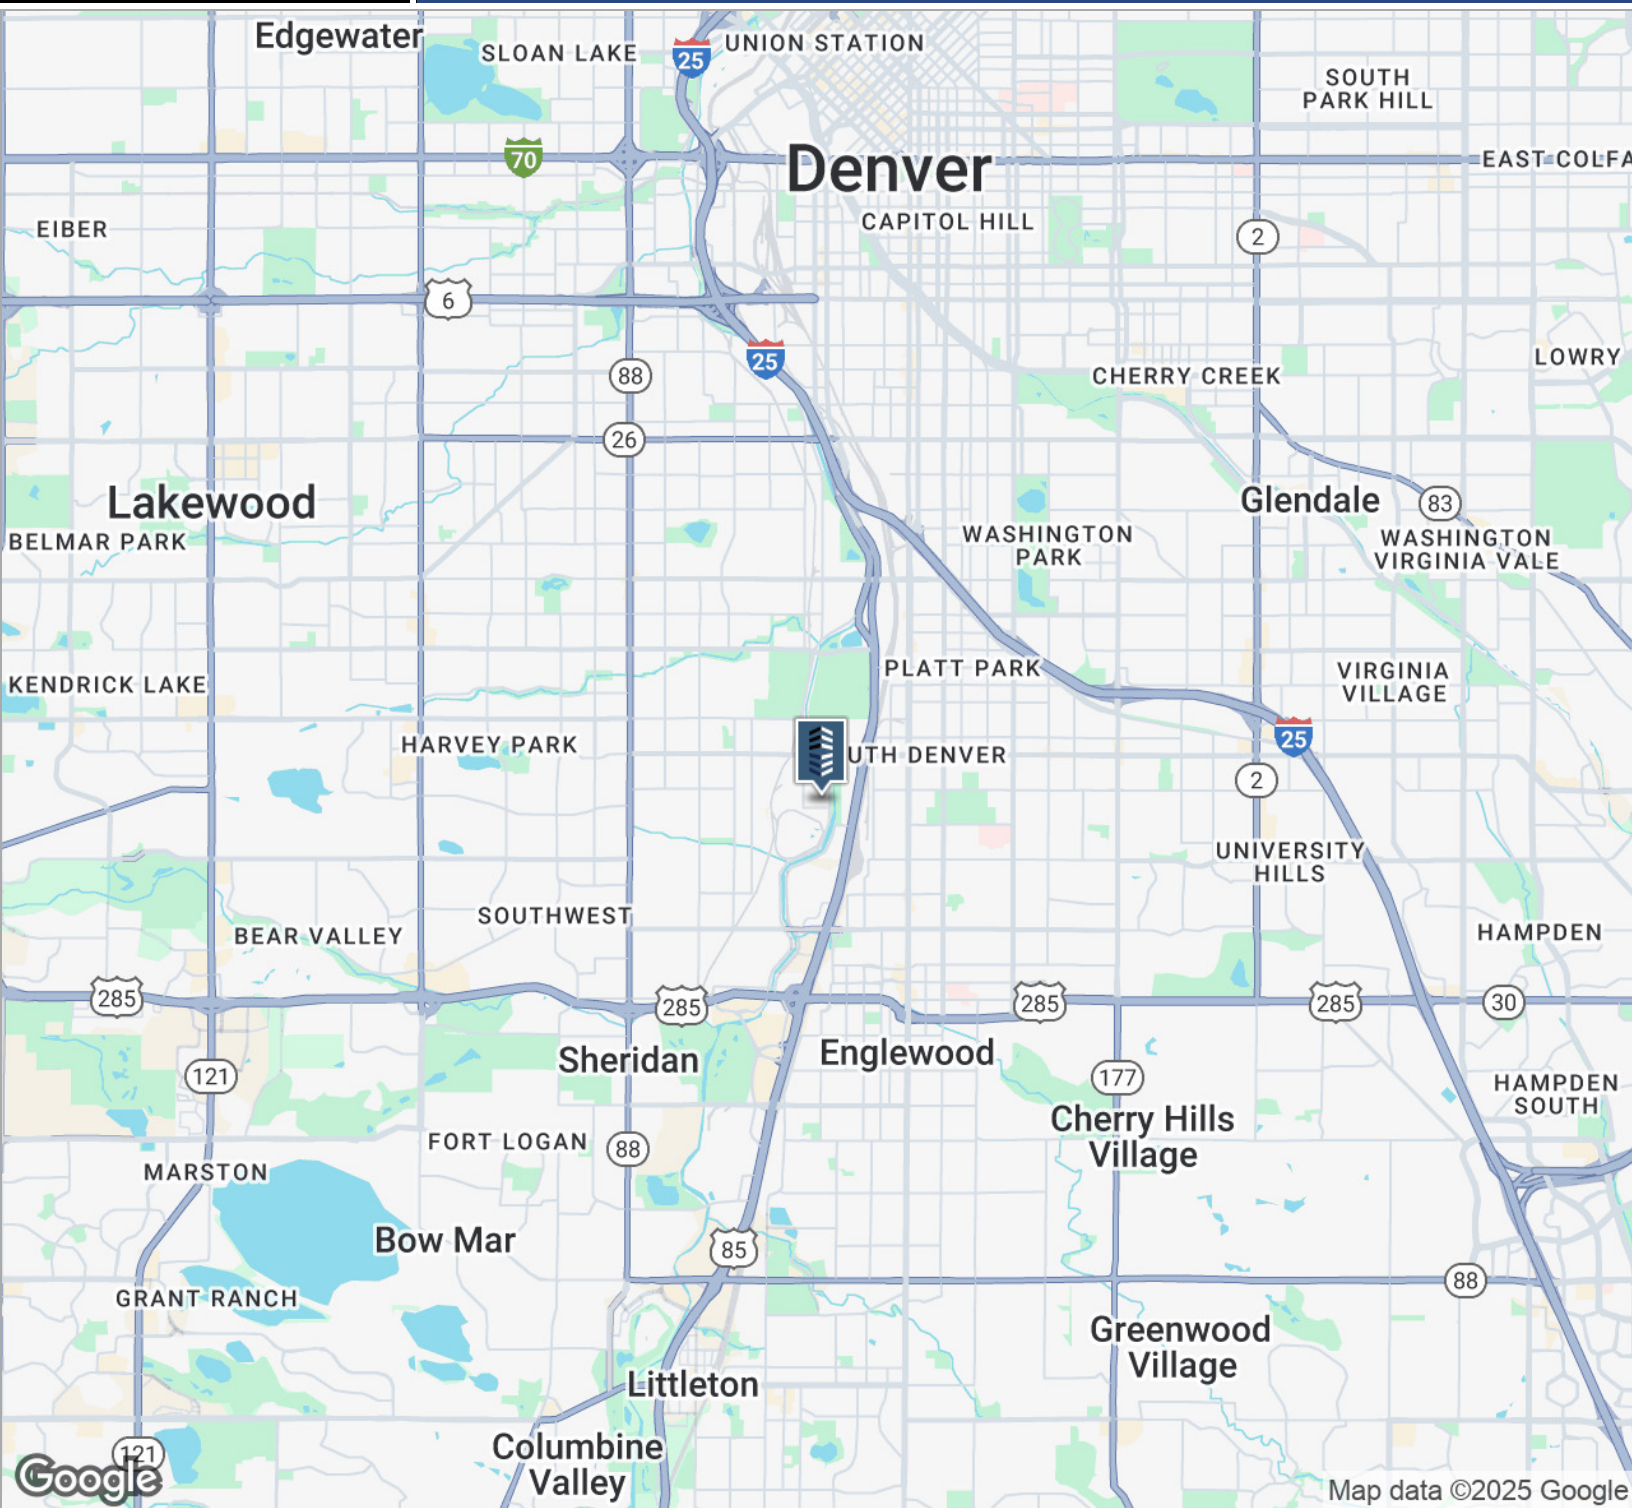 Edgewater
SLOAN LAKE
25
UNION STATION
SOUTH
PARK HILL
70
Denver
EAST COLFA
EIBER
CAPITOL HILL
2
6
25
LOWRY
88
CHERRY CREEK
26
Lakewood
Glendale
83
BELMAR PARK
WASHINGTON
PARK
WASHINGTON
VIRGINIA VALE
KENDRICK LAKE
PLATT PARK
VIRGINIA
VILLAGE
HARVEY PARK
UTH DENVER
25
2
UNIVERSITY
HILLS
SOUTHWEST
BEAR VALLEY
HAMPDEN
285
285
285
285
30
Sheridan
Englewood
121
177
HAMPDEN
SOUTH
Cherry Hills
Village
FORT LOGAN
88
MARSTON
Bow Mar
85
GRANT RANCH
88
Greenwood
Village
Littleton
Columbine
Valley
121
Google
Map data ©2025 Google